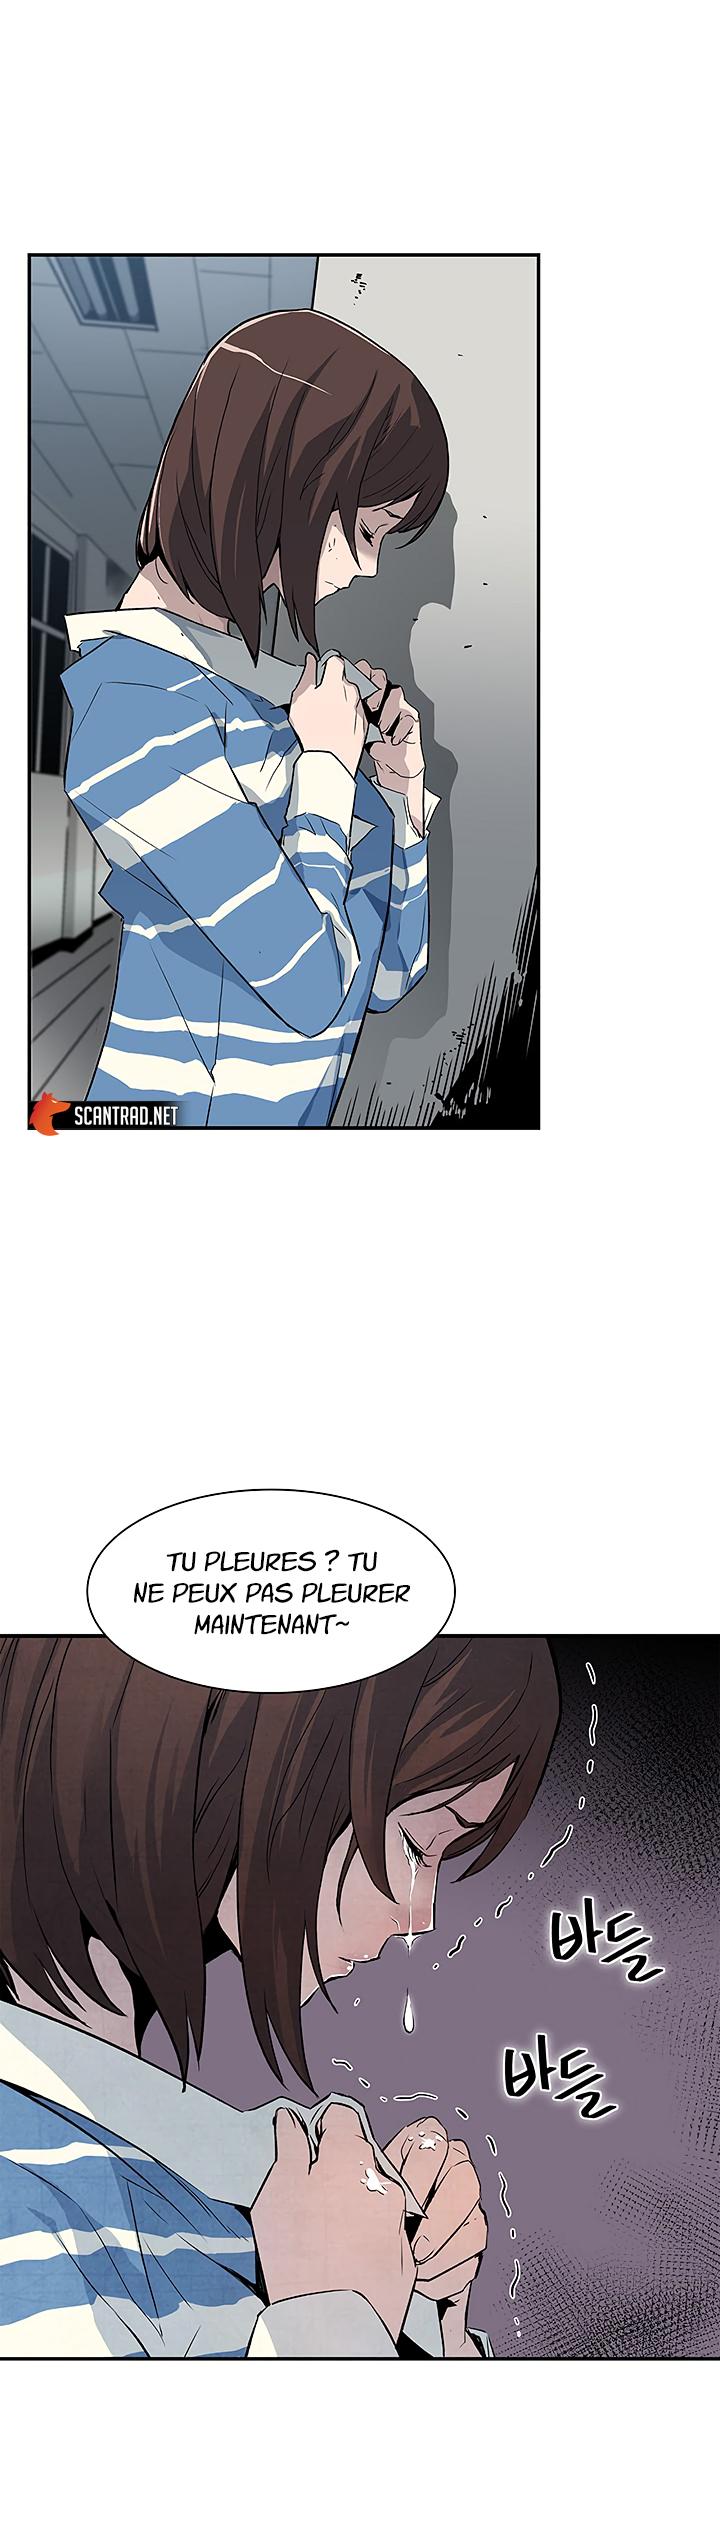 SCANTRAD.NET
TU PLEURES ? TU
NE PEUX PAS PLEURER
MAINTENANT~
바들
바들